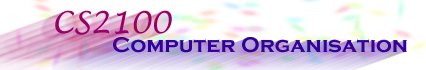 CS2100
COMPUTER ORGANISATION